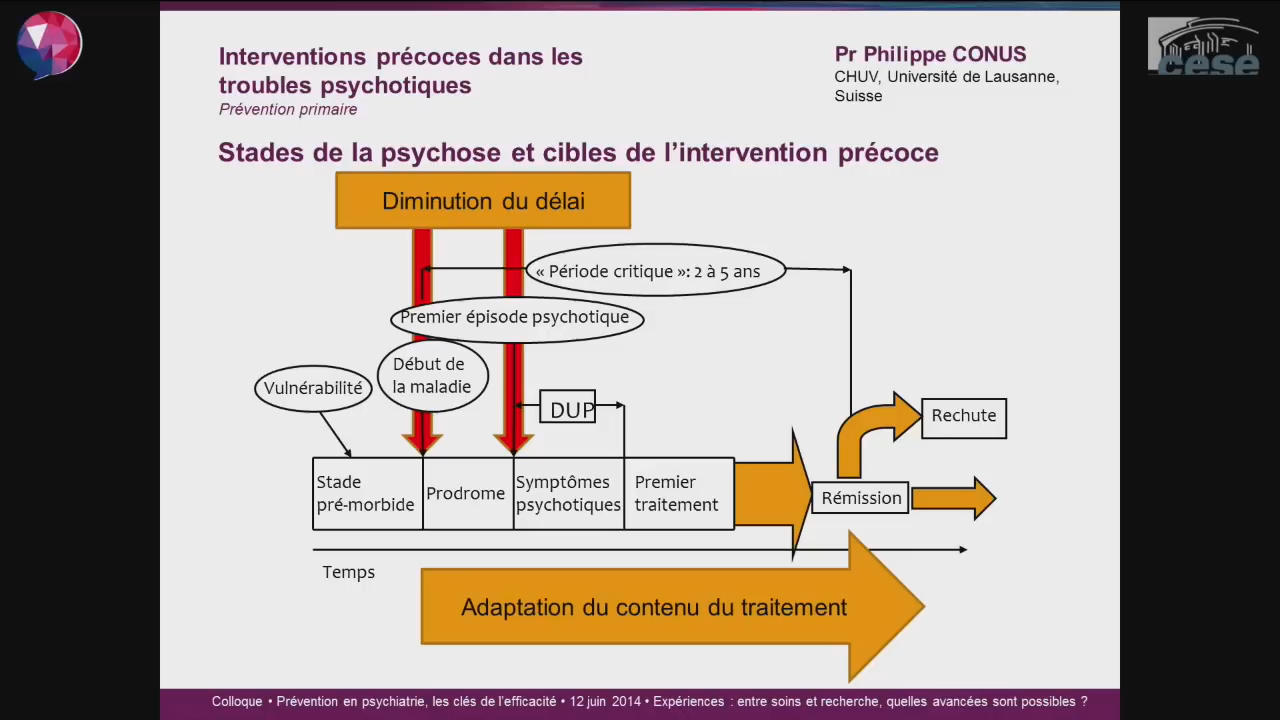 Interventions précoces dans les
troubles psychotiques
Prévention primaire
Pr Philippe CONUS
CHUV, Université de Lausanne,
Suisse
cese
Stades de la psychose et cibles de l’intervention précoce
Diminution du délai
« Période critique »: 2 à 5 ans
Premier épisode psychotique
Début de
la maladie
Vulnérabilité
DUP
Rechute
Stade
pré-morbide
Prodrome
Symptômes
psychotiques
Premier
traitement
Rémission
Temps
Adaptation du contenu du traitement
Colloque • Prévention en psychiatrie, les clés de l’efficacité • 12 juin 2014 • Expériences : entre soins et recherche, quelles avancées sont possibles ?